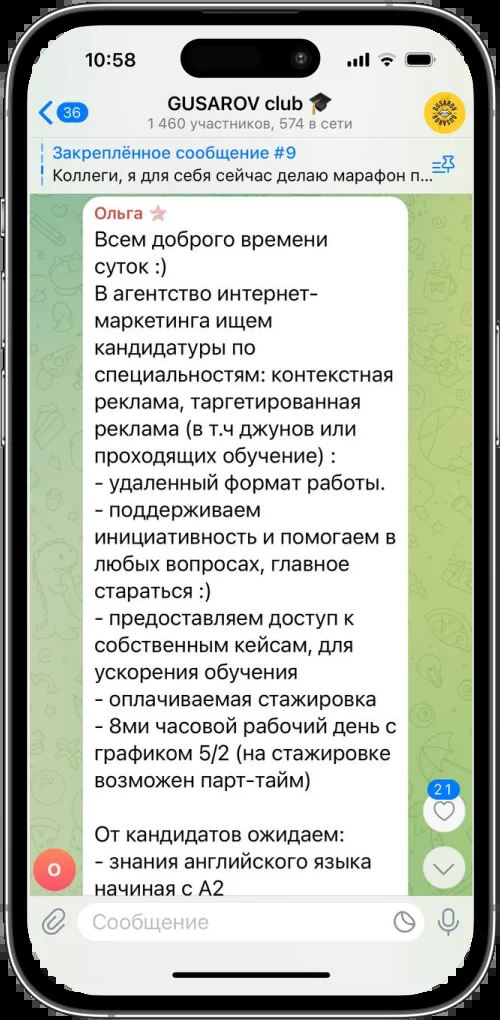 10:58
36
GUSAROV club 🎓
1 460 участников, 574 в сети
Закреплённое сообщение #9
Коллеги, я для себя сейчас делаю марафон п...
Ольга
Всем доброго времени
суток :)
В агентство интернет-
маркетинга ищем
кандидатуры по
специальностям: контекстная
реклама, таргетированная
реклама (в т.ч джунов или
проходящих обучение) :
- удаленный формат работы.
- поддерживаем
инициативность и помогаем в
любых вопросах, главное
стараться :)
- предоставляем доступ к
собственным кейсам, для
ускорения обучения
- оплачиваемая стажировка
- 8ми часовой рабочий день с
графиком 5/2 (на стажировке
возможен парт-тайм)
От кандидатов ожидаем:
- знания английского языка
начиная с А2
21
О
Сообщение